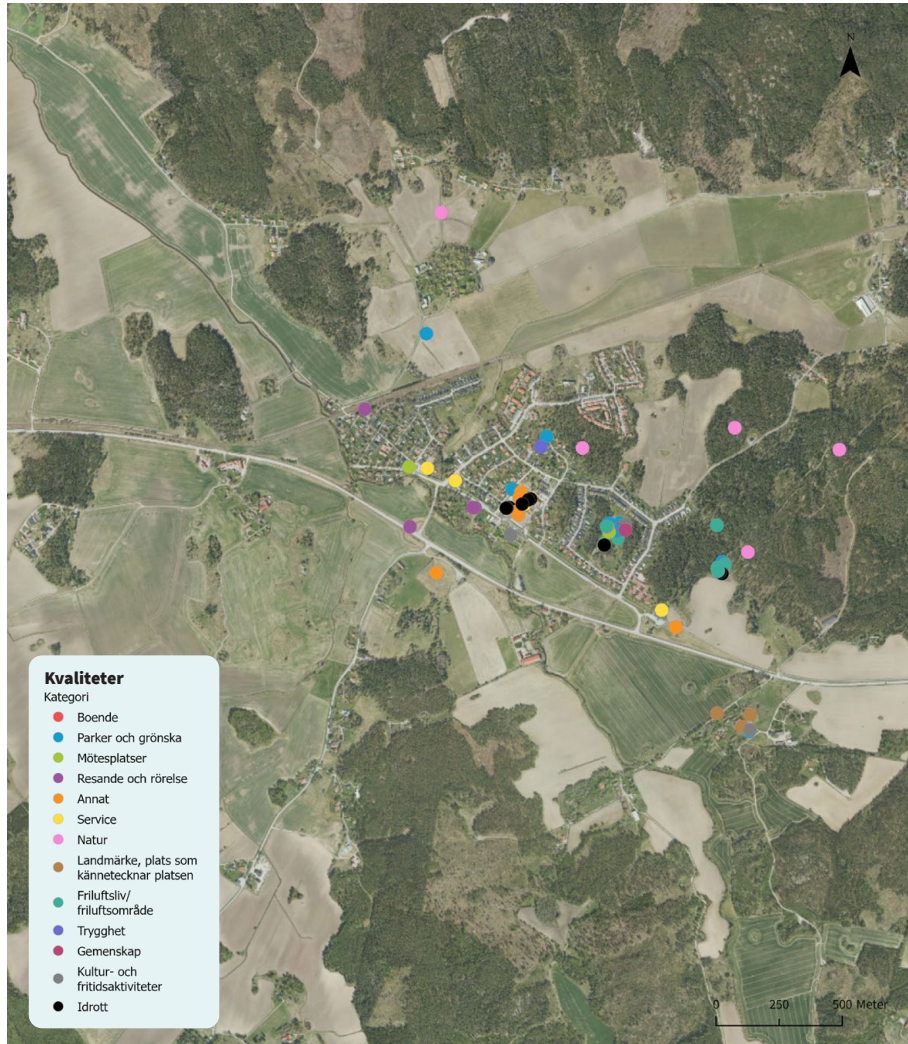 N
Kvaliteter
Kategori
Boende
Parker och grönska
Mötesplatser
Resande och rörelse
Annat
Service
Natur
Landmärke, plats som
kännetecknar platsen
Friluftsliv/
friluftsområde
Trygghet
Gemenskap
Kultur- och
fritidsaktiviteter
Idrott
0 250 500 Meter